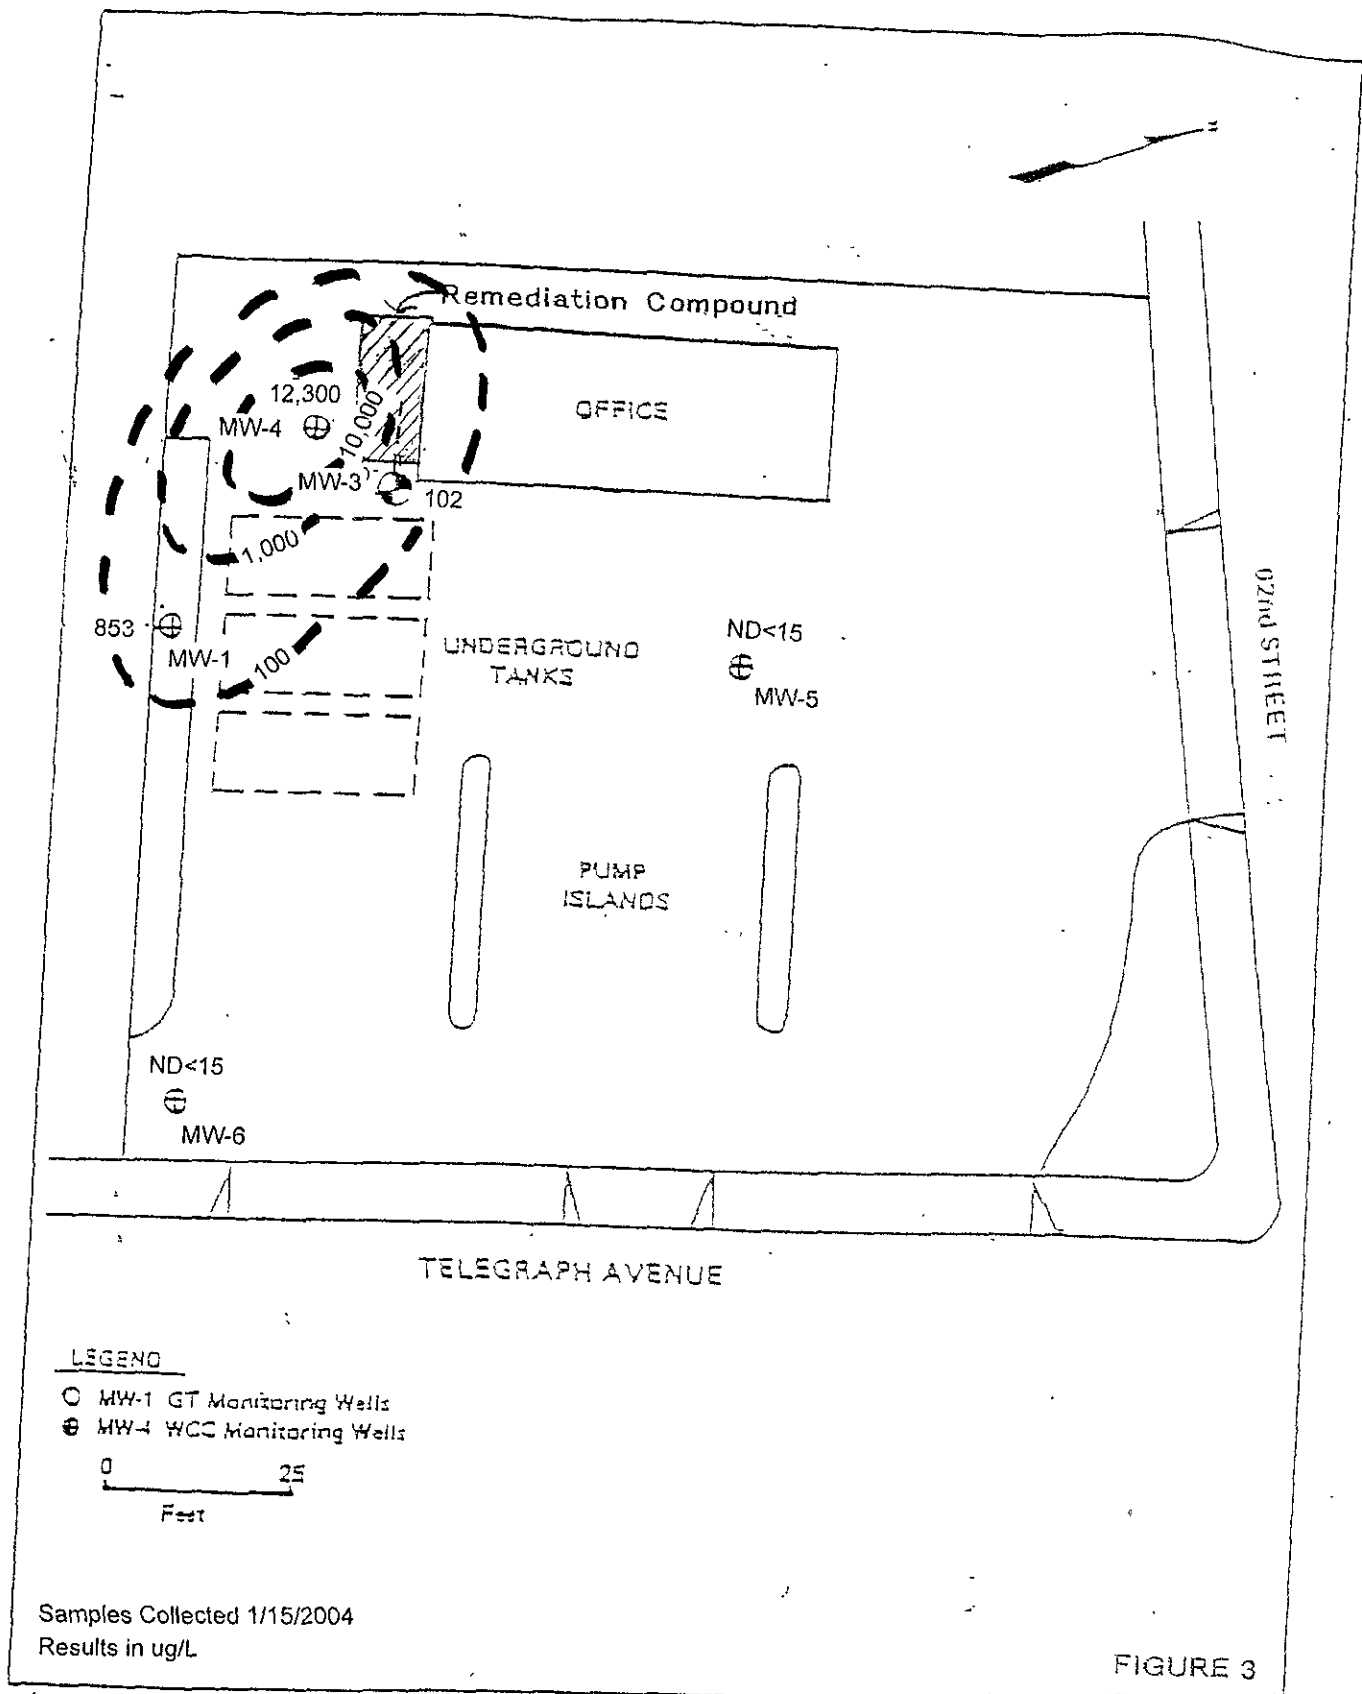 Remediation Compound
12,300
MW-4
10,000
OFFICE
MW-3
102
1,000
853
MW-1
100
UNDERGROUND
TANKS
ND<15
MW-5
02nd STREET
PUMP
ISLANDS
ND<15
MW-6
TELEGRAPH AVENUE
LEGEND
MW-1 GT Monitoring Wells
MW-4 WCC Monitoring Wells
0 25
Feet
Samples Collected 1/15/2004
Results in ug/L
FIGURE 3